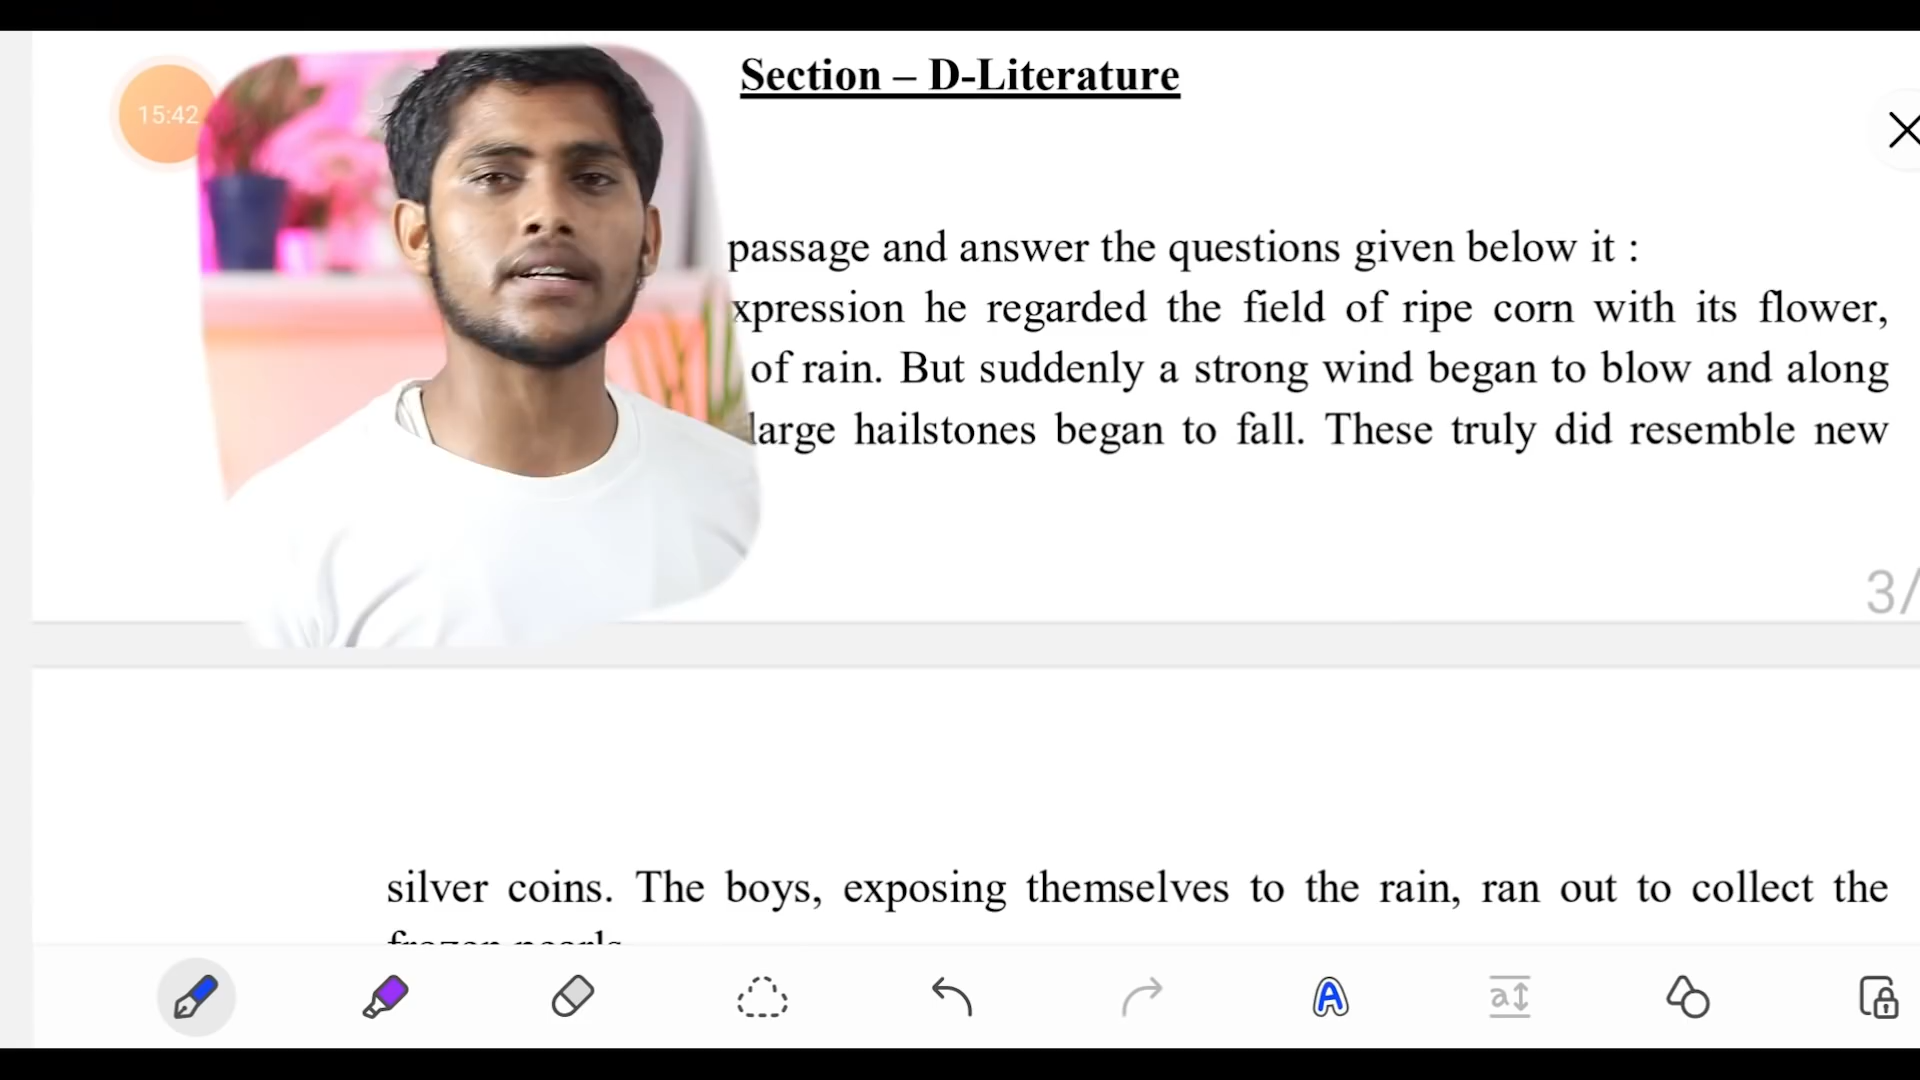 Section – D-Literature
15:42
passage and answer the questions given below it :
xpression he regarded the field of ripe corn with its flower,
of rain. But suddenly a strong wind began to blow and along
large hailstones began to fall. These truly did resemble new
3/
silver coins. The boys, exposing themselves to the rain, ran out to collect the
frozen pearls
A
a